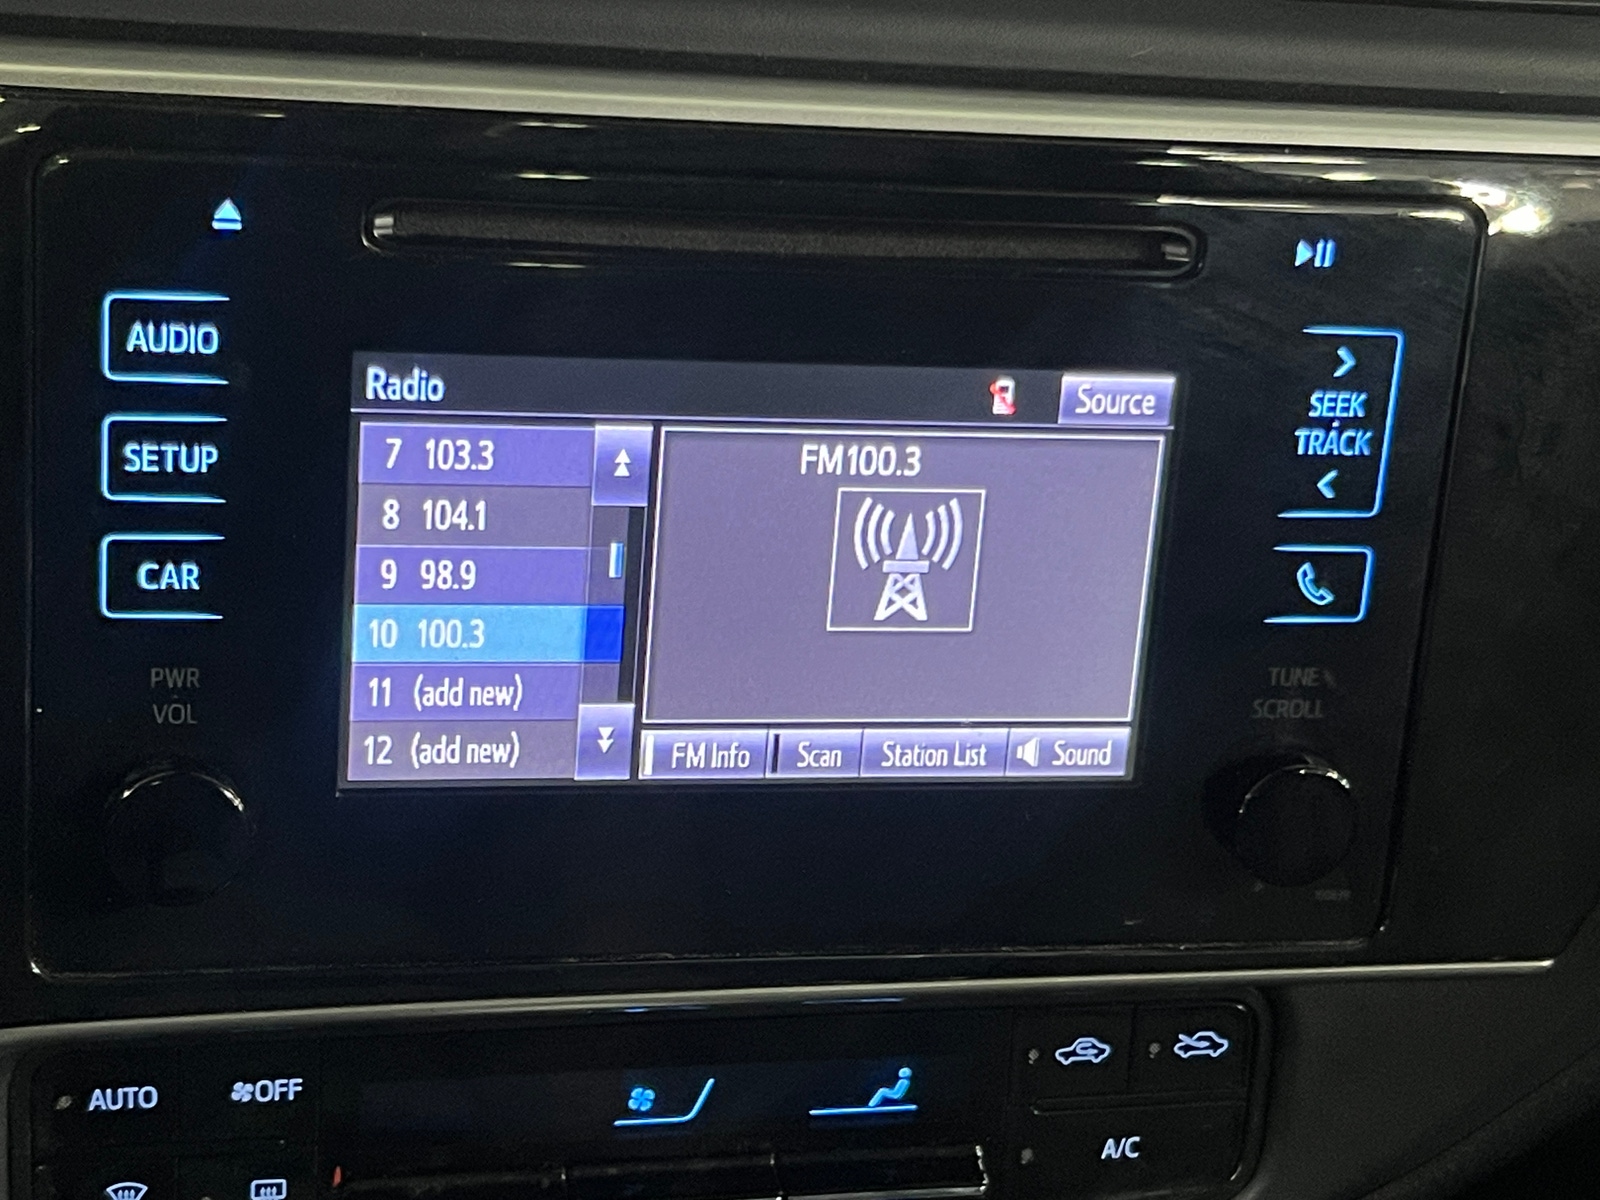 AUDIO
SETUP
CAR
PWR
VOL
Radio
Source
7 103.3
8 104.1
9 98.9
10 100.3
11 (add new)
12 (add new)
FM100.3
FM Info
Scan
Station List
Sound
SEEK
TRACK
TUNE
SCROLL
AUTO
OFF
A/C